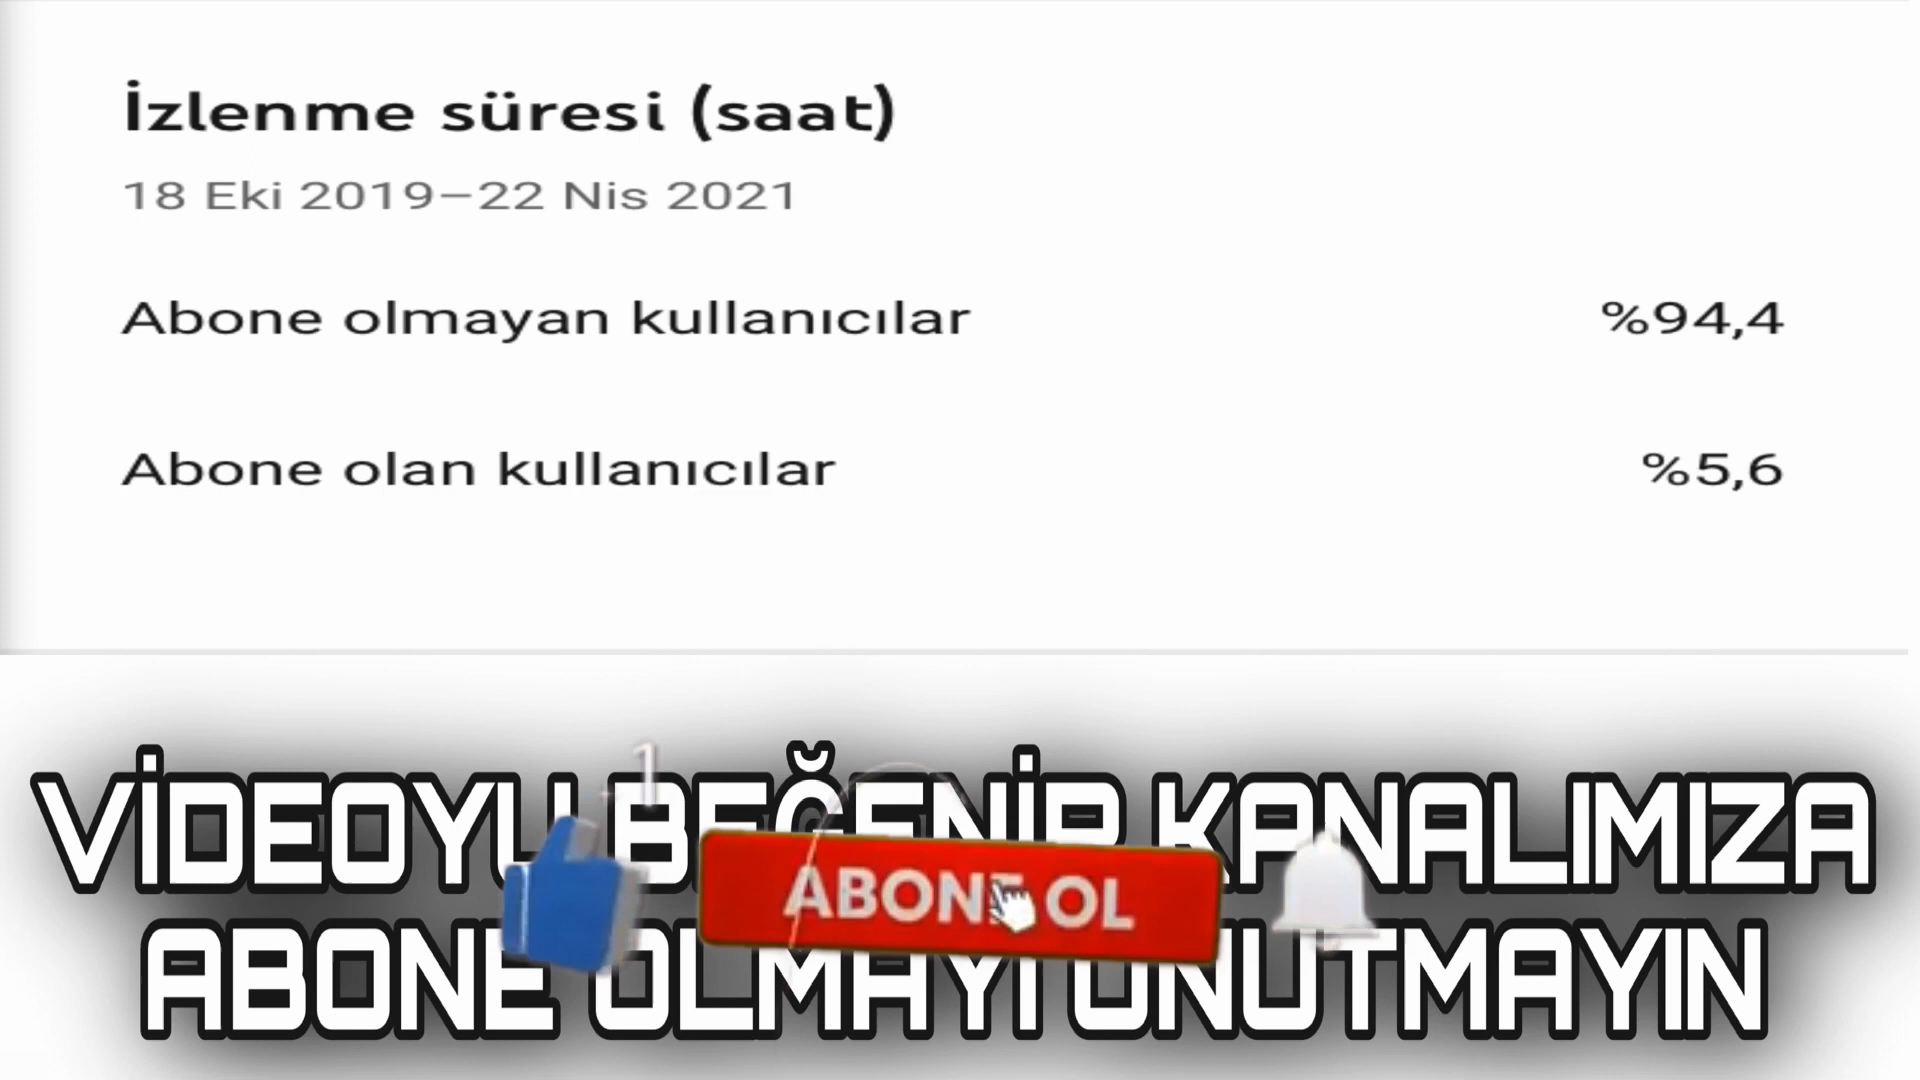 İzlenme süresi (saat)
18 Eki 2019–22 Nis 2021
Abone olmayan kullanıcılar %94,4
Abone olan kullanıcılar %5,6
1
VİDEOYU BEĞENİP KANALIMIZA
ABONE OL
ABONE OLMAYI UNUTMAYIN